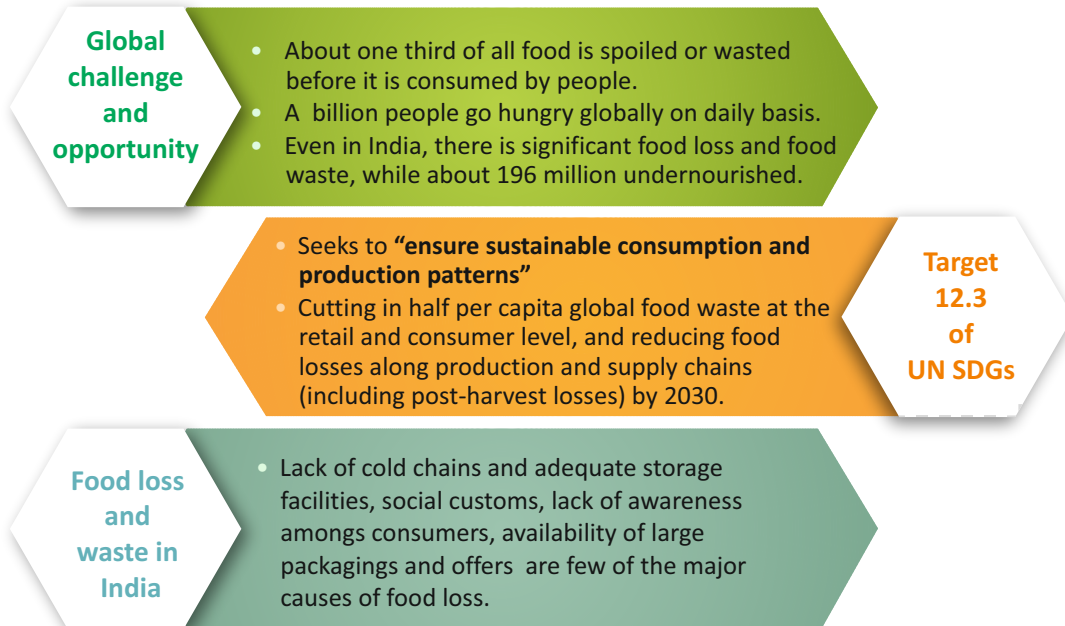 Global
challenge
and
opportunity
• About one third of all food is spoiled or wasted
before it is consumed by people.
• A billion people go hungry globally on daily basis.
• Even in India, there is significant food loss and food
waste, while about 196 million undernourished.
• Seeks to “ensure sustainable consumption and
production patterns”
• Cutting in half per capita global food waste at the
retail and consumer level, and reducing food
losses along production and supply chains
(including post-harvest losses) by 2030.
Target
12.3
of
UN SDGs
Food loss
and
waste in
India
• Lack of cold chains and adequate storage
facilities, social customs, lack of awareness
amongs consumers, availability of large
packagings and offers are few of the major
causes of food loss.